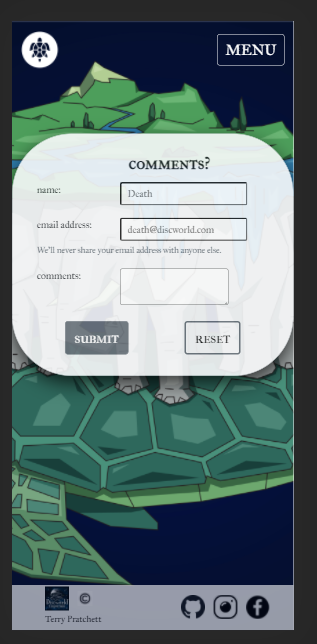 MENU
COMMENTS?
name:
Death
email address:
death@discworld.com
We'll never share your email address with anyone else.
comments:
SUBMIT
RESET
©
Terry Pratchett